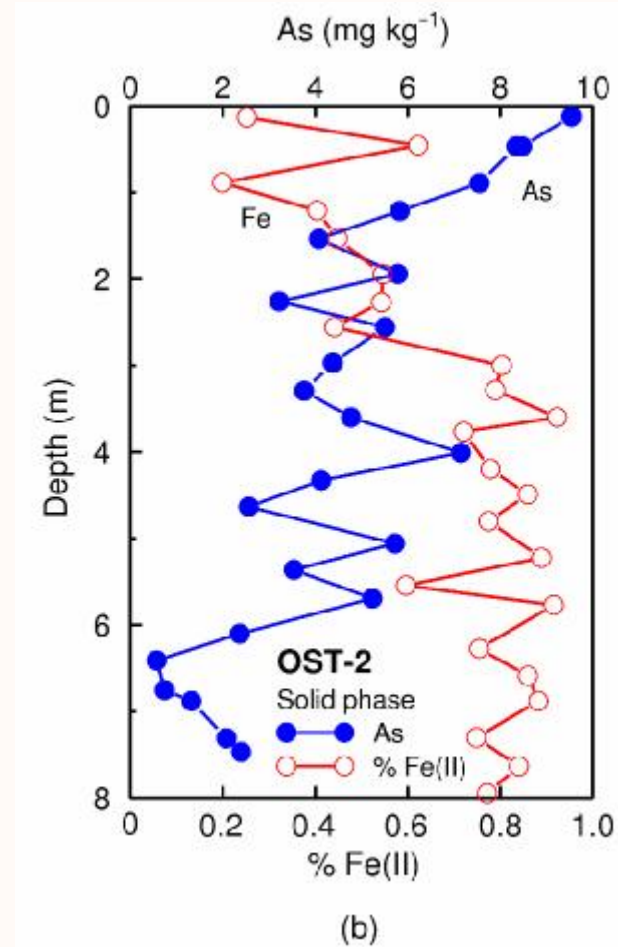 As (mg kg⁻¹)
0 2 4 6 8 10
0
As
Fe
2
Depth (m)
4
6
OST-2
Solid phase
As
% Fe(II)
8
0 0.2 0.4 0.6 0.8 1.0
% Fe(II)
(b)